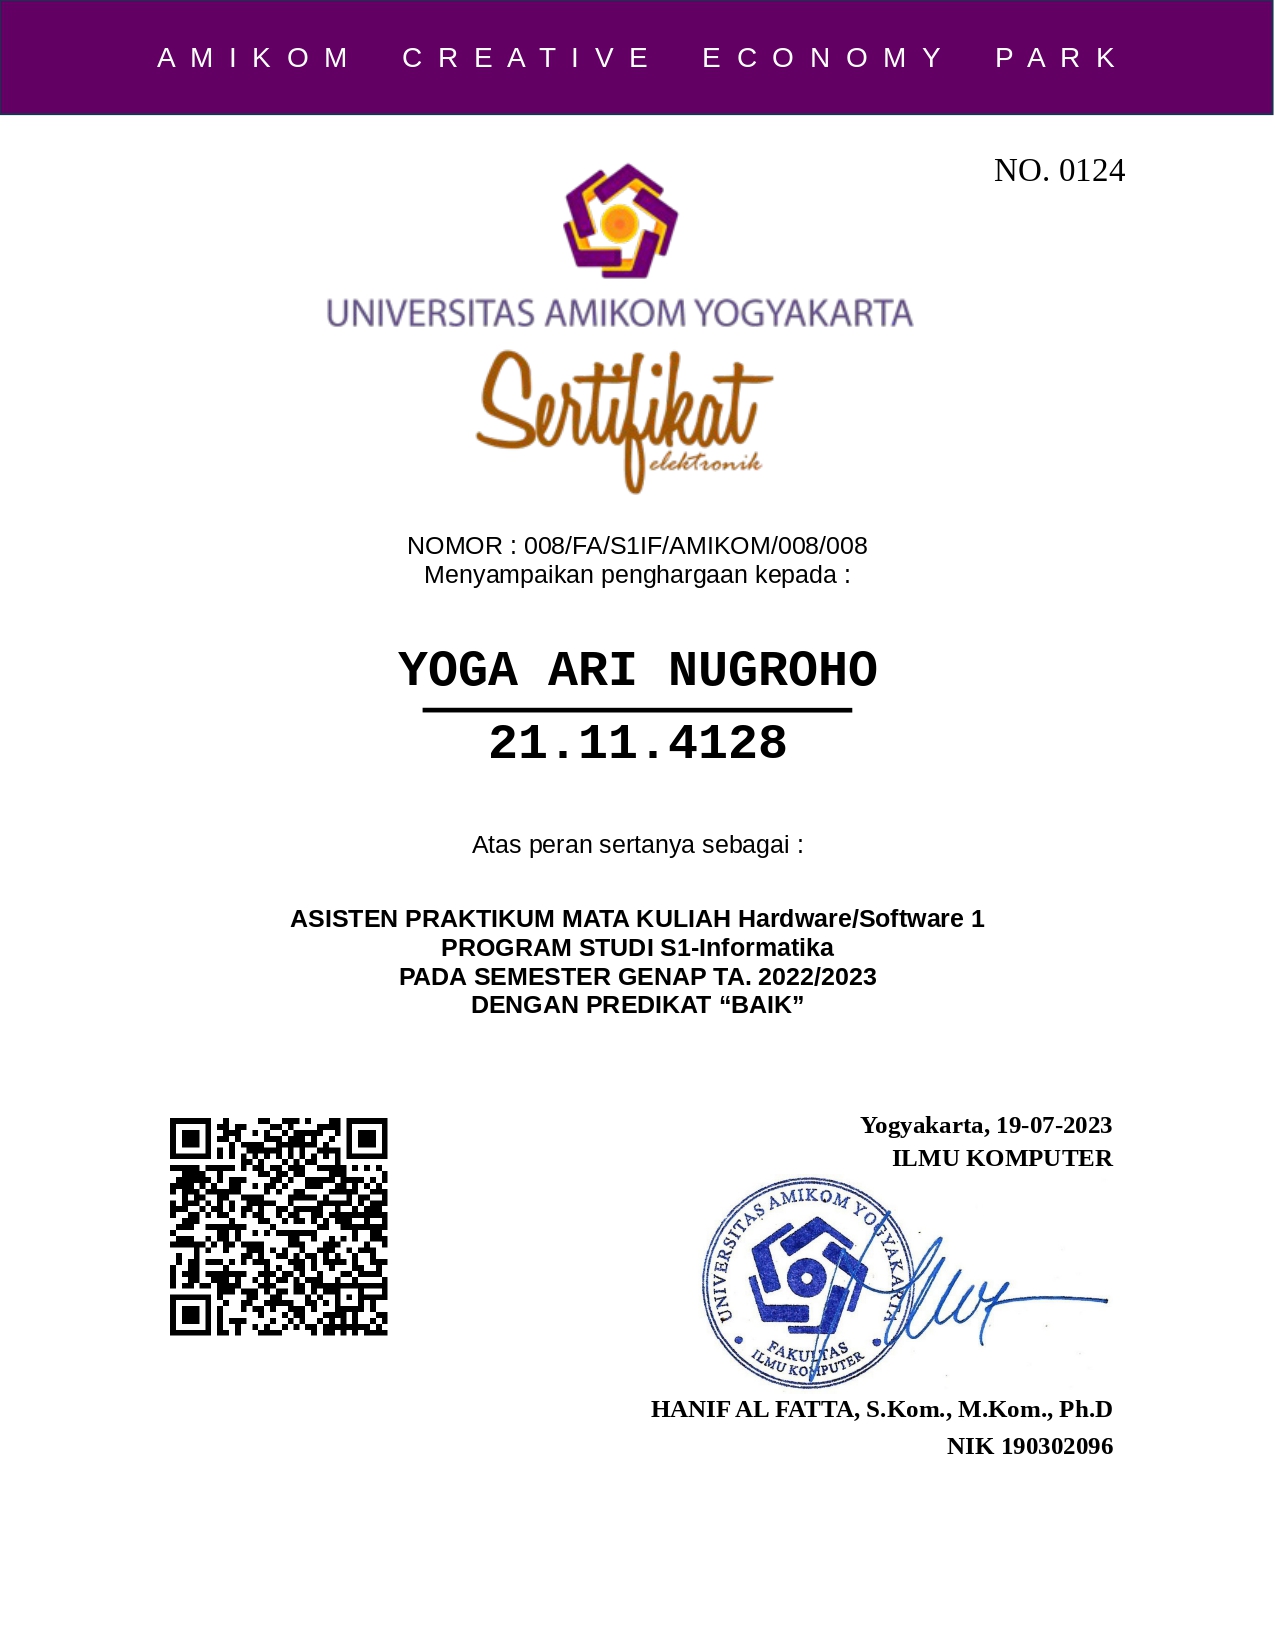 AMIKOM CREATIVE ECONOMY PARK
NO. 0124
UNIVERSITAS AMIKOM YOGYAKARTA
Sertifikat
elektronik
NOMOR : 008/FA/S1IF/AMIKOM/008/008
Menyampaikan penghargaan kepada :
YOGA ARI NUGROHO
21.11.4128
Atas peran sertanya sebagai :
ASISTEN PRAKTIKUM MATA KULIAH Hardware/Software 1
PROGRAM STUDI S1-Informatika
PADA SEMESTER GENAP TA. 2022/2023
DENGAN PREDIKAT “BAIK”
Yogyakarta, 19-07-2023
ILMU KOMPUTER
UNIVERSITAS AMIKOM YOGYAKARTA
FAKULTAS
ILMU KOMPUTER
HANIF AL FATTA, S.Kom., M.Kom., Ph.D
NIK 190302096